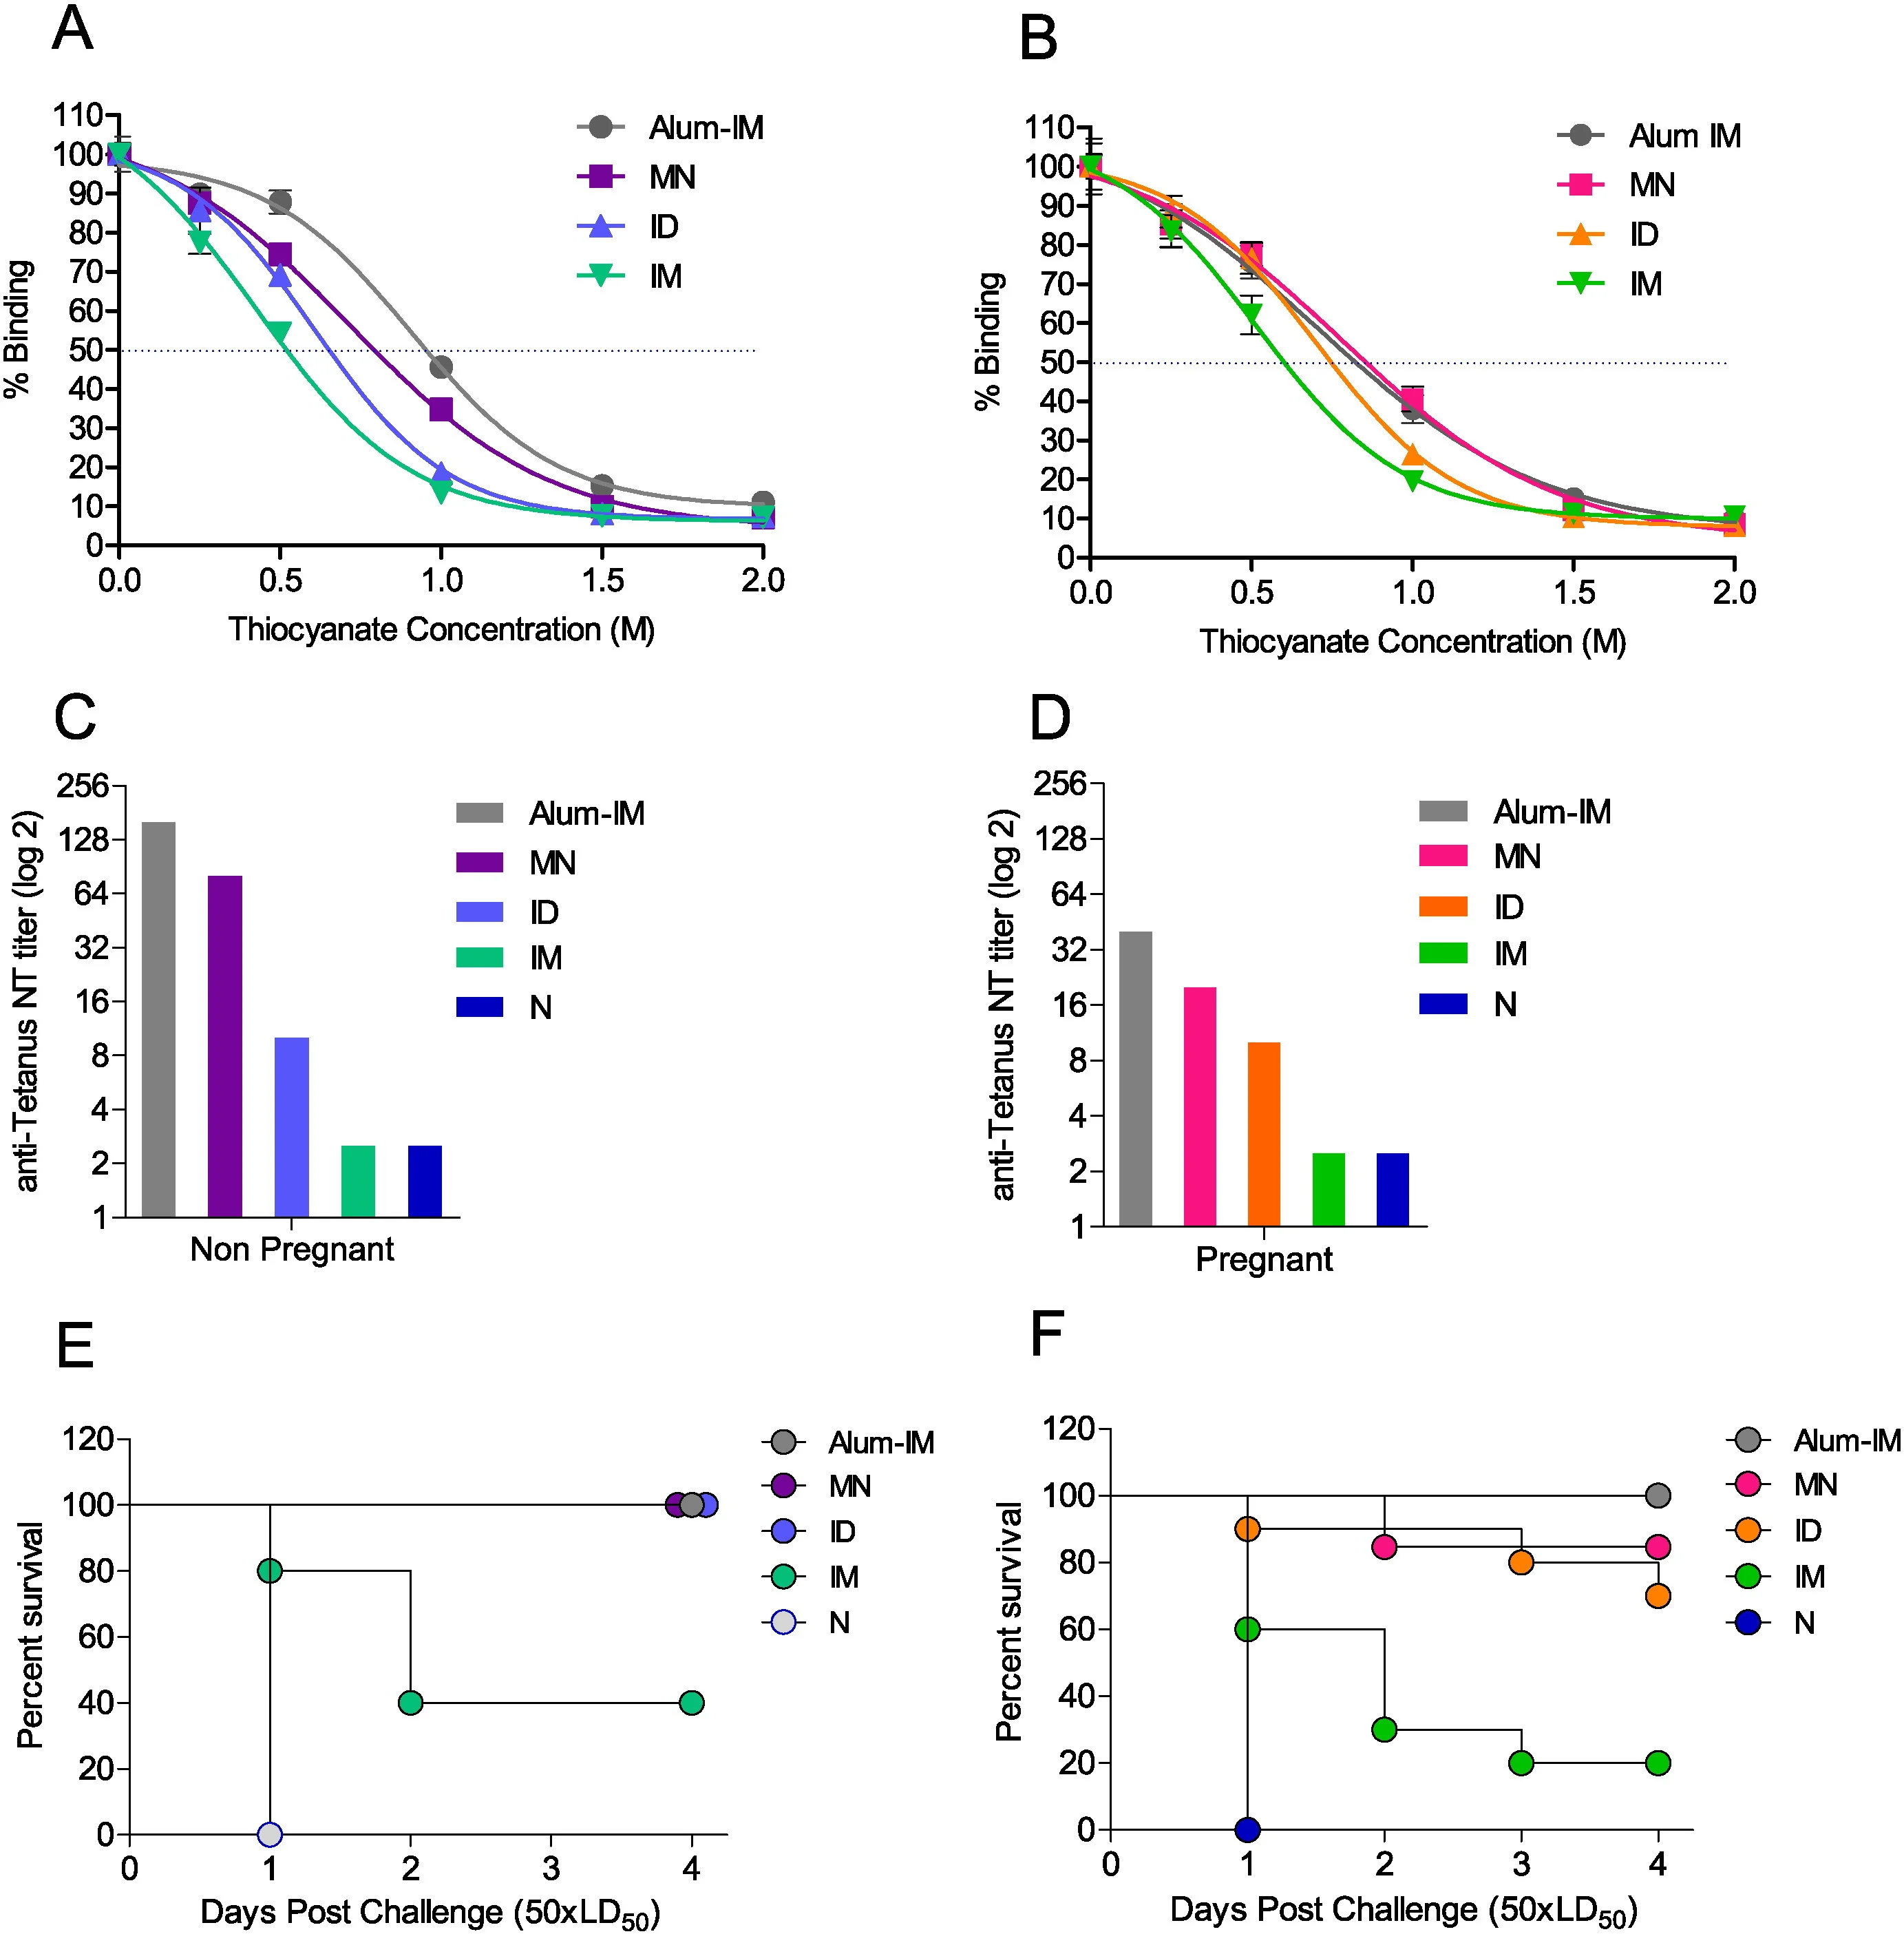 A
% Binding
110
100
90
80
70
60
50
40
30
20
10
0
0.0 0.5 1.0 1.5 2.0
Thiocyanate Concentration (M)
Alum-IM
MN
ID
IM
B
% Binding
110
100
90
80
70
60
50
40
30
20
10
0
0.0 0.5 1.0 1.5 2.0
Thiocyanate Concentration (M)
Alum IM
MN
ID
IM
C
anti-Tetanus NT titer (log 2)
256
128
64
32
16
8
4
2
1
Non Pregnant
Alum-IM
MN
ID
IM
N
D
anti-Tetanus NT titer (log 2)
256
128
64
32
16
8
4
2
1
Pregnant
Alum-IM
MN
ID
IM
N
E
Percent survival
120
100
80
60
40
20
0
0 1 2 3 4
Days Post Challenge (50xLD50)
Alum-IM
MN
ID
IM
N
F
Percent survival
120
100
80
60
40
20
0
0 1 2 3 4
Days Post Challenge (50xLD50)
Alum-IM
MN
ID
IM
N